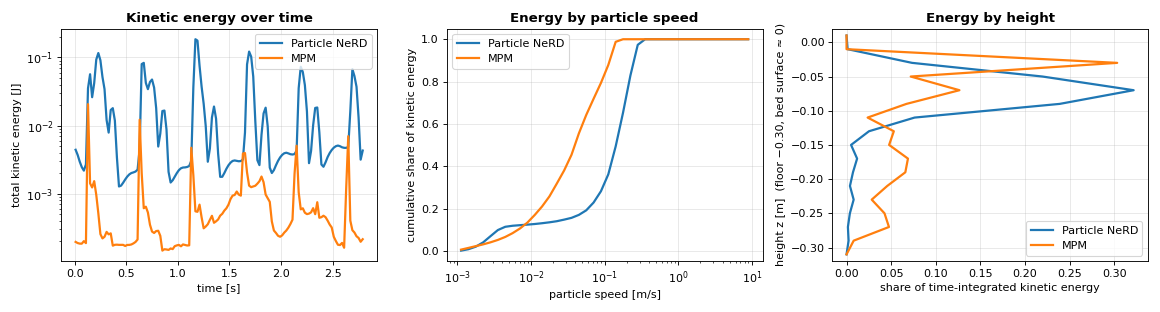 Kinetic energy over time
total kinetic energy [J]
10⁻¹
10⁻²
10⁻³
Particle NeRD
MPM
0.0 0.5 1.0 1.5 2.0 2.5
time [s]
Energy by particle speed
cumulative share of kinetic energy
1.0
0.8
0.6
0.4
0.2
0.0
Particle NeRD
MPM
10⁻³ 10⁻² 10⁻¹ 10⁰ 10¹
particle speed [m/s]
Energy by height
height z [m] (floor −0.30, bed surface ≈ 0)
0.00
−0.05
−0.10
−0.15
−0.20
−0.25
−0.30
Particle NeRD
MPM
0.00 0.05 0.10 0.15 0.20 0.25 0.30
share of time-integrated kinetic energy